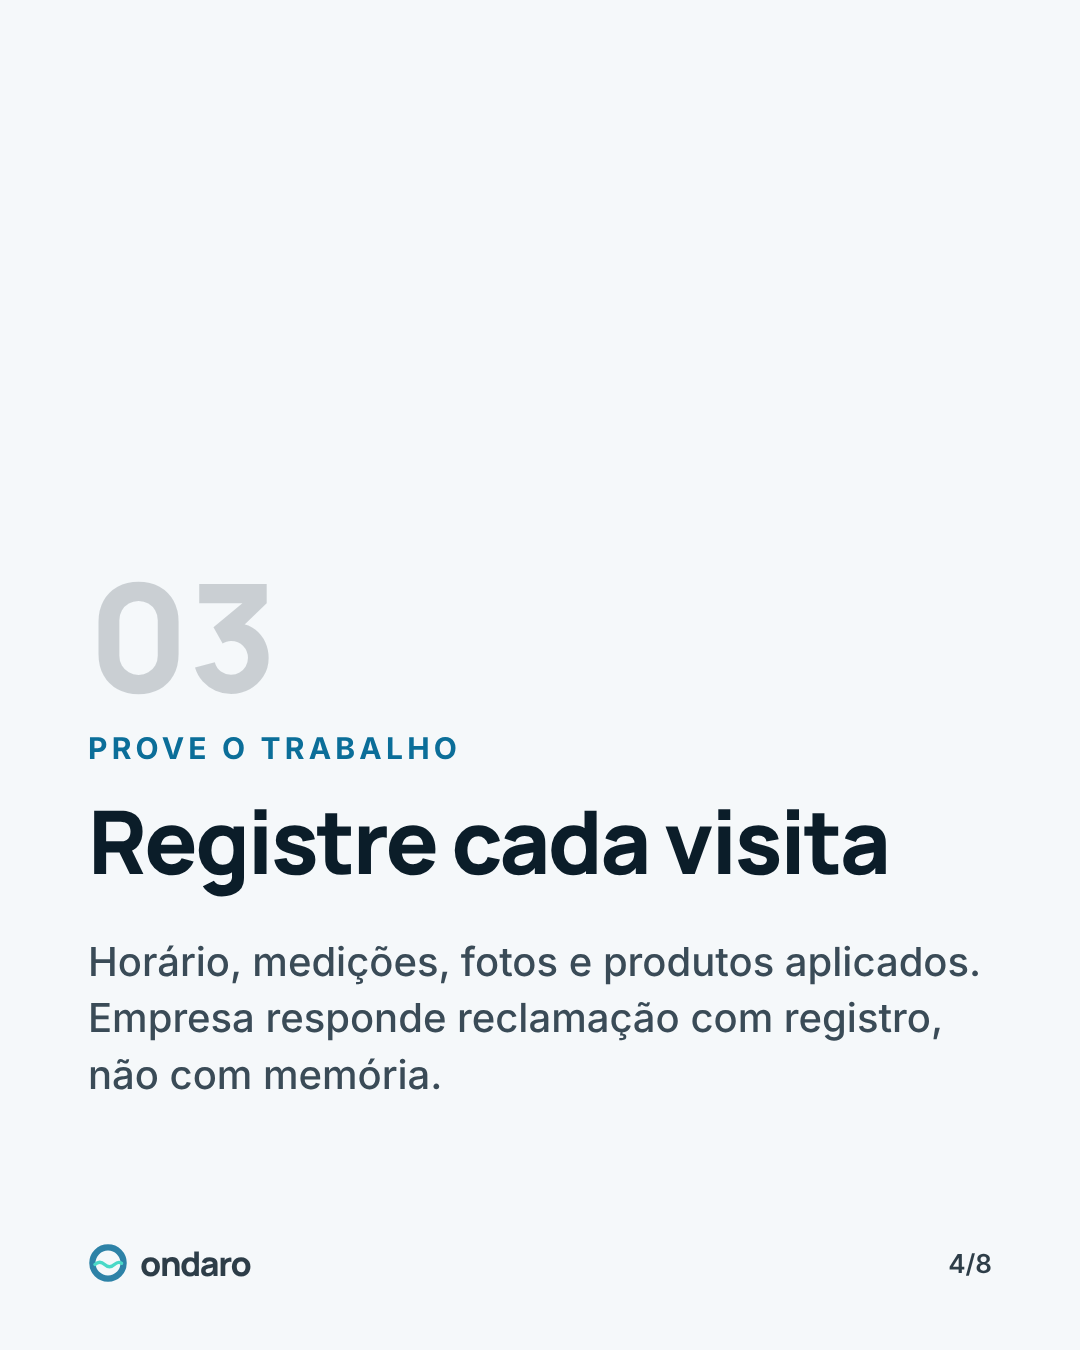 03
PROVE O TRABALHO
Registre cada visita
Horário, medições, fotos e produtos aplicados.
Empresa responde reclamação com registro,
não com memória.
ondaro
4/8